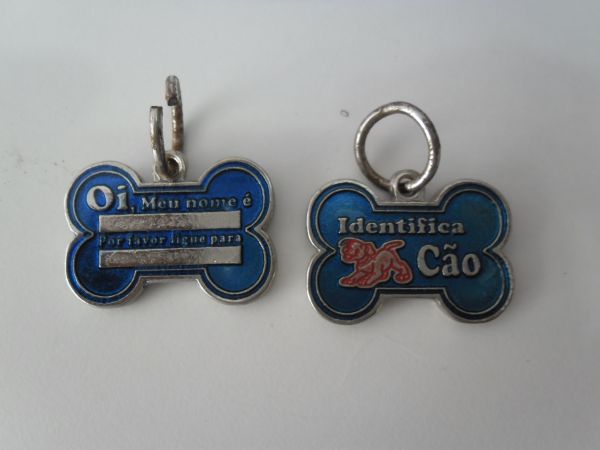 Oi, Meu nome é
Por favor ligue para
Identifica
Cão